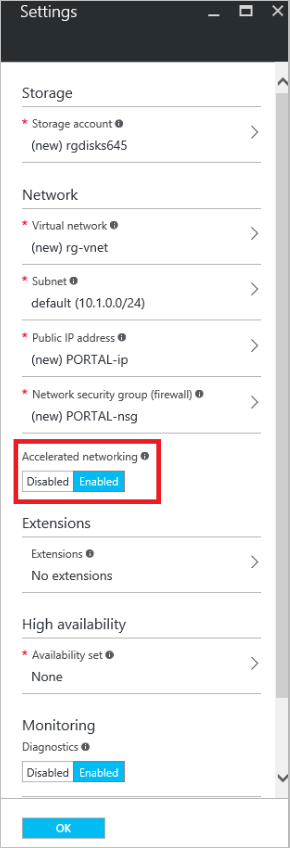 Settings
Storage
* Storage account
(new) rgdisks645
Network
* Virtual network
(new) rg-vnet
* Subnet
default (10.1.0.0/24)
* Public IP address
(new) PORTAL-ip
* Network security group (firewall)
(new) PORTAL-nsg
Accelerated networking
Disabled Enabled
Extensions
Extensions
No extensions
High availability
* Availability set
None
Monitoring
Diagnostics
Disabled Enabled
OK